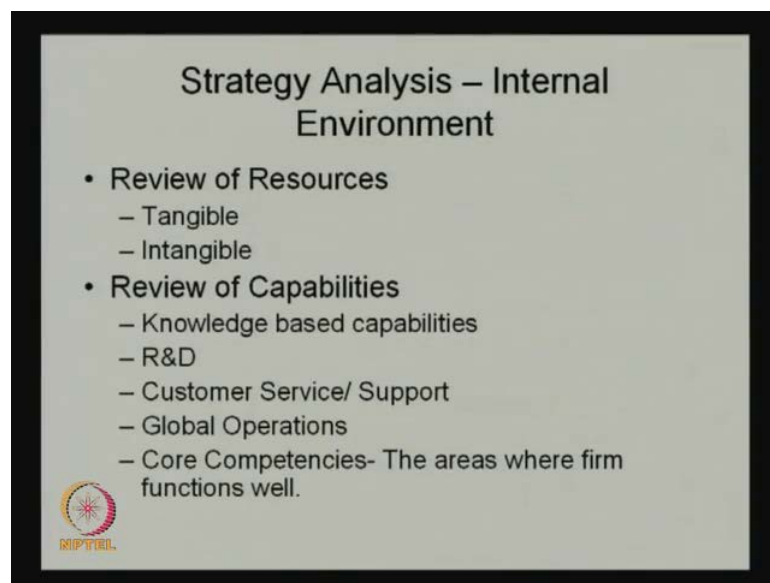 Strategy Analysis – Internal
Environment
• Review of Resources
– Tangible
– Intangible
• Review of Capabilities
– Knowledge based capabilities
– R&D
– Customer Service/ Support
– Global Operations
– Core Competencies- The areas where firm
functions well.
NPTEL